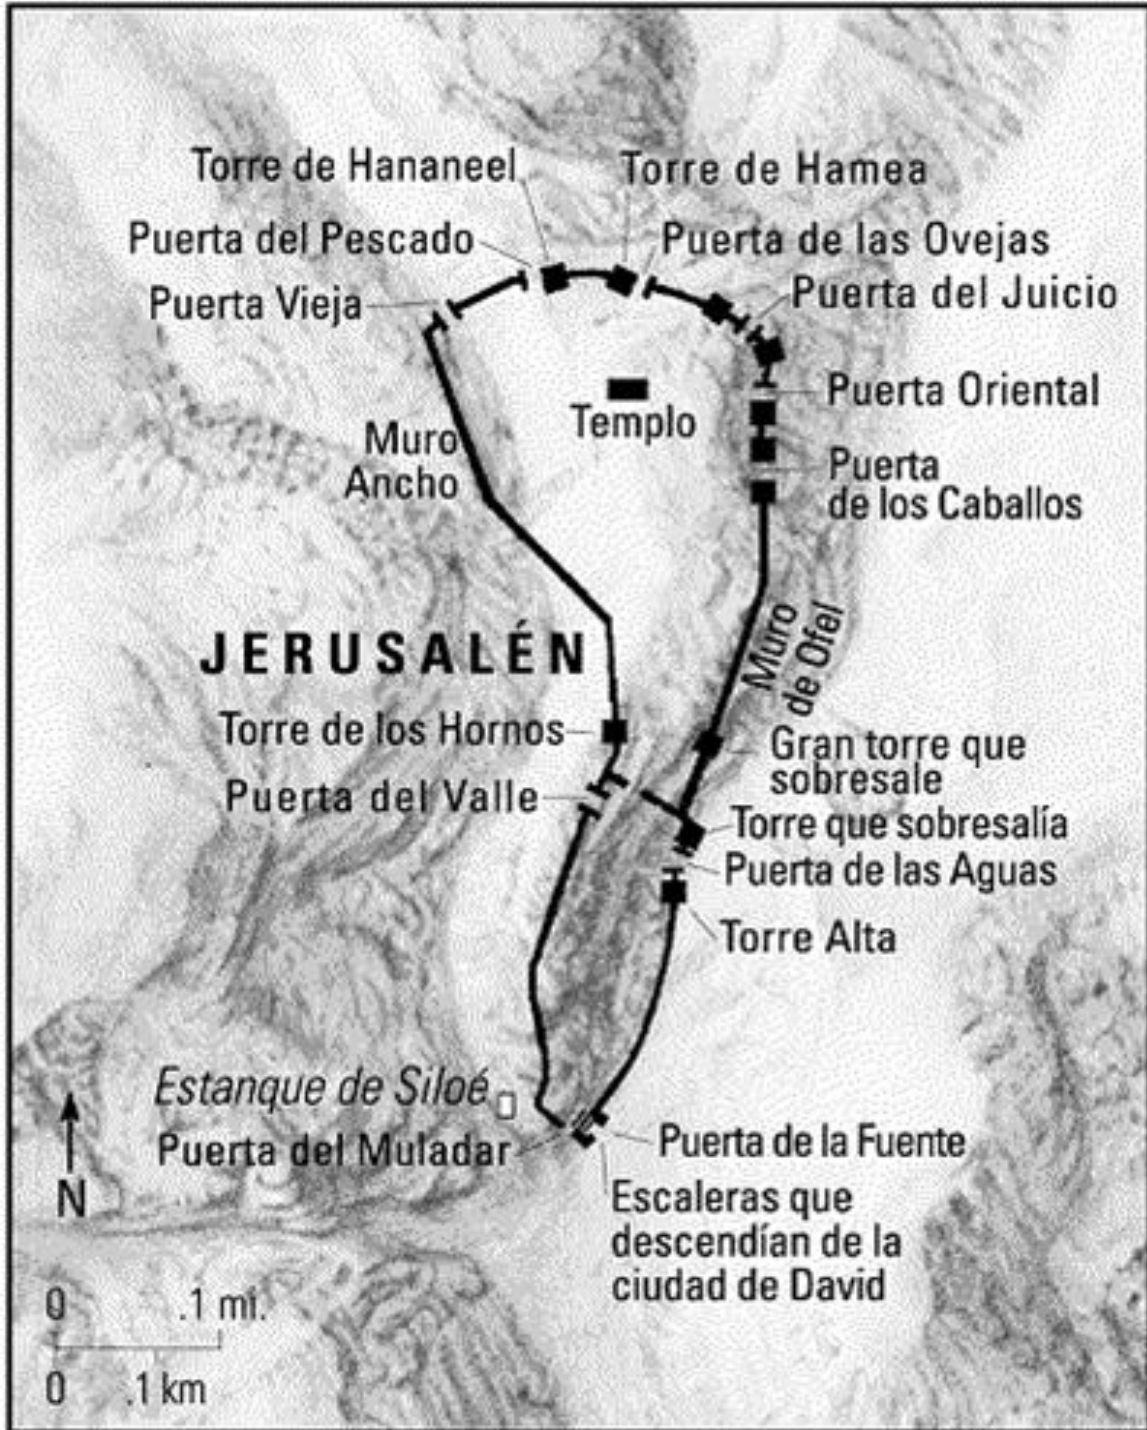 Torre de Hananeel
Torre de Hamea
Puerta del Pescado
Puerta de las Ovejas
Puerta Vieja
Puerta del Juicio
Puerta Oriental
Templo
Muro
Ancho
Puerta
de los Caballos
JERUSALÉN
Muro
de Ofel
Torre de los Hornos
Gran torre que
sobresale
Puerta del Valle
Torre que sobresalía
Puerta de las Aguas
Torre Alta
Estanque de Siloé
Puerta del Muladar
Puerta de la Fuente
N
Escaleras que
descendían de la
ciudad de David
0 .1 mi.
0 .1 km